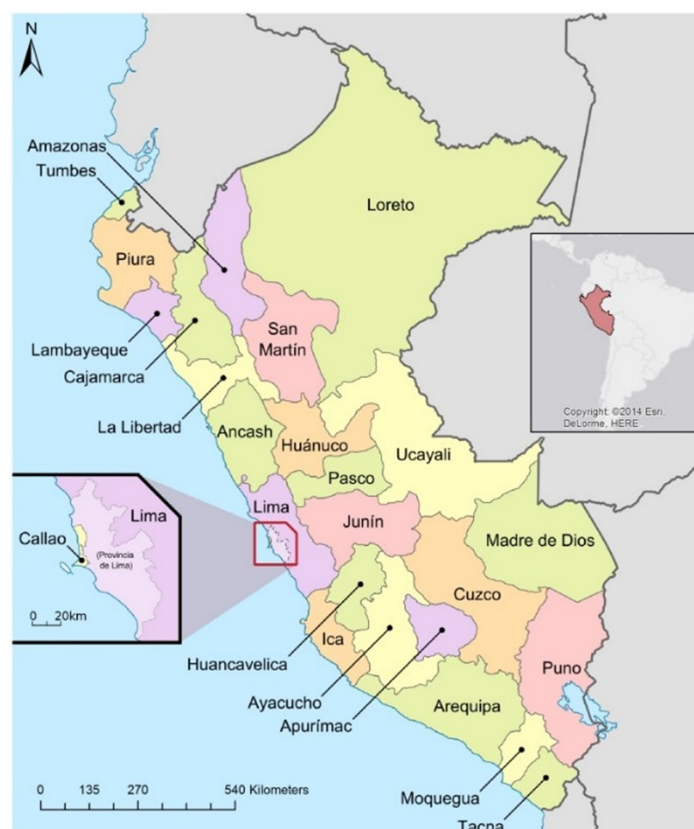 N
Amazonas
Tumbes
Loreto
Piura
San
Martín
Lambayeque
Cajamarca
La Libertad
Ancash
Huánuco
Ucayali
Pasco
Lima
Junín
Madre de Dios
Cuzco
Huancavelica
Ica
Ayacucho
Apurímac
Puno
Arequipa
Moquegua
Tacna
Copyright: ©2014 Esri,
DeLorme, HERE
Lima
Callao
(Provincia
de Lima)
0 20km
0 135 270 540 Kilometers